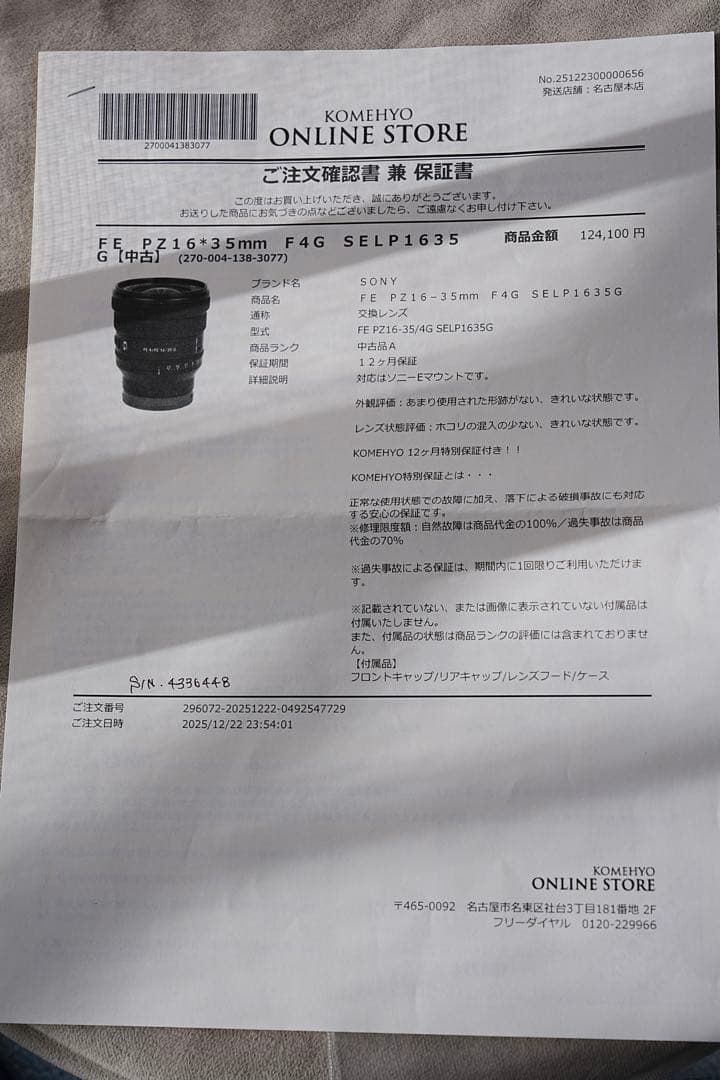 No.25122300000656
発送店舗：名古屋本店
2700041383077
KOMEHYO
ONLINE STORE
ご注文確認書 兼 保証書
この度はお買い上げいただき、誠にありがとうございます。
お送りした商品にお気づきの点などございましたら、ご遠慮なくお申し付け下さい。
ＦＥ　ＰＺ１６*３５ｍｍ　Ｆ４Ｇ　ＳＥＬＰ１６３５
Ｇ【中古】 (270-004-138-3077)
商品金額　124,100 円
ブランド名　ＳＯＮＹ
商品名　ＦＥ　ＰＺ１６－３５ｍｍ　Ｆ４Ｇ　ＳＥＬＰ１６３５Ｇ
通称　交換レンズ
型式　FE PZ16-35/4G SELP1635G
商品ランク　中古品Ａ
保証期間　１２ヶ月保証
詳細説明　対応はソニーEマウントです。
外観評価：あまり使用された形跡がない、きれいな状態です。
レンズ状態評価：ホコリの混入の少ない、きれいな状態です。
KOMEHYO 12ヶ月特別保証付き！！
KOMEHYO特別保証とは・・・
正常な使用状態での故障に加え、落下による破損事故にも対応
する安心の保証です。
※修理限度額：自然故障は商品代金の100%／過失事故は商品
代金の70%
※過失事故による保証は、期間内に1回限りご利用いただけま
す。
※記載されていない、または画像に表示されていない付属品は
付属いたしません。
また、付属品の状態は商品ランクの評価には含まれておりませ
ん。
【付属品】
フロントキャップ/リアキャップ/レンズフード/ケース
S/N. 4336448
ご注文番号　296072-20251222-0492547729
ご注文日時　2025/12/22 23:54:01
KOMEHYO
ONLINE STORE
〒465-0092　名古屋市名東区社台3丁目181番地 2F
フリーダイヤル　0120-229966